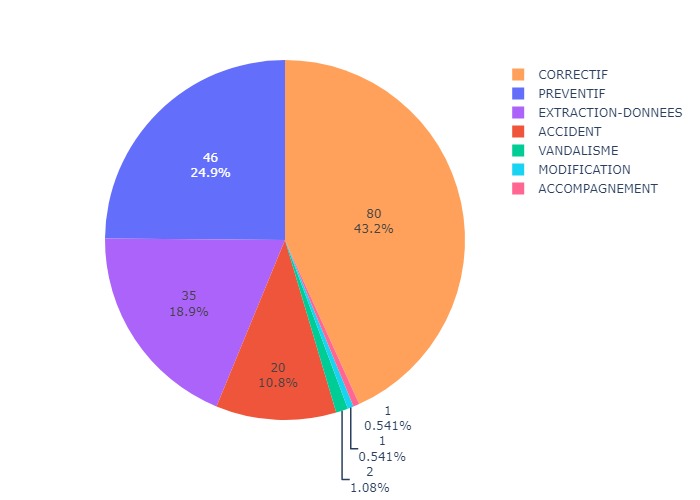 CORRECTIF
PREVENTIF
EXTRACTION-DONNEES
ACCIDENT
VANDALISME
MODIFICATION
ACCOMPAGNEMENT
46
24.9%
80
43.2%
35
18.9%
20
10.8%
1
0.541%
1
0.541%
2
1.08%